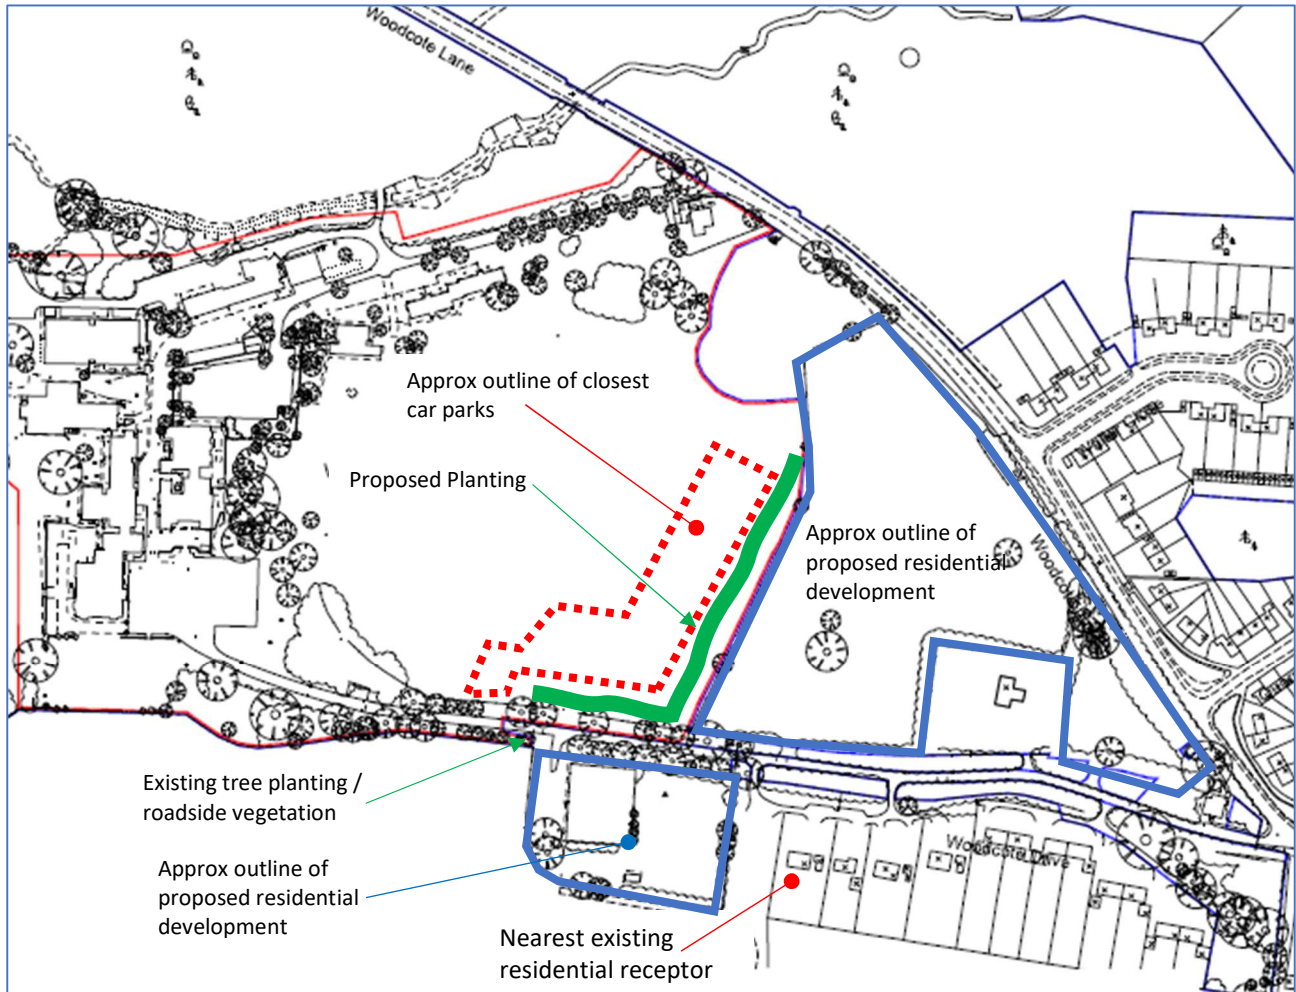 Woodcote Lane
Approx outline of closest
car parks
Proposed Planting
Approx outline of
proposed residential
development
Woodcote
Existing tree planting /
roadside vegetation
Woodcote Drive
Approx outline of
proposed residential
development
Nearest existing
residential receptor